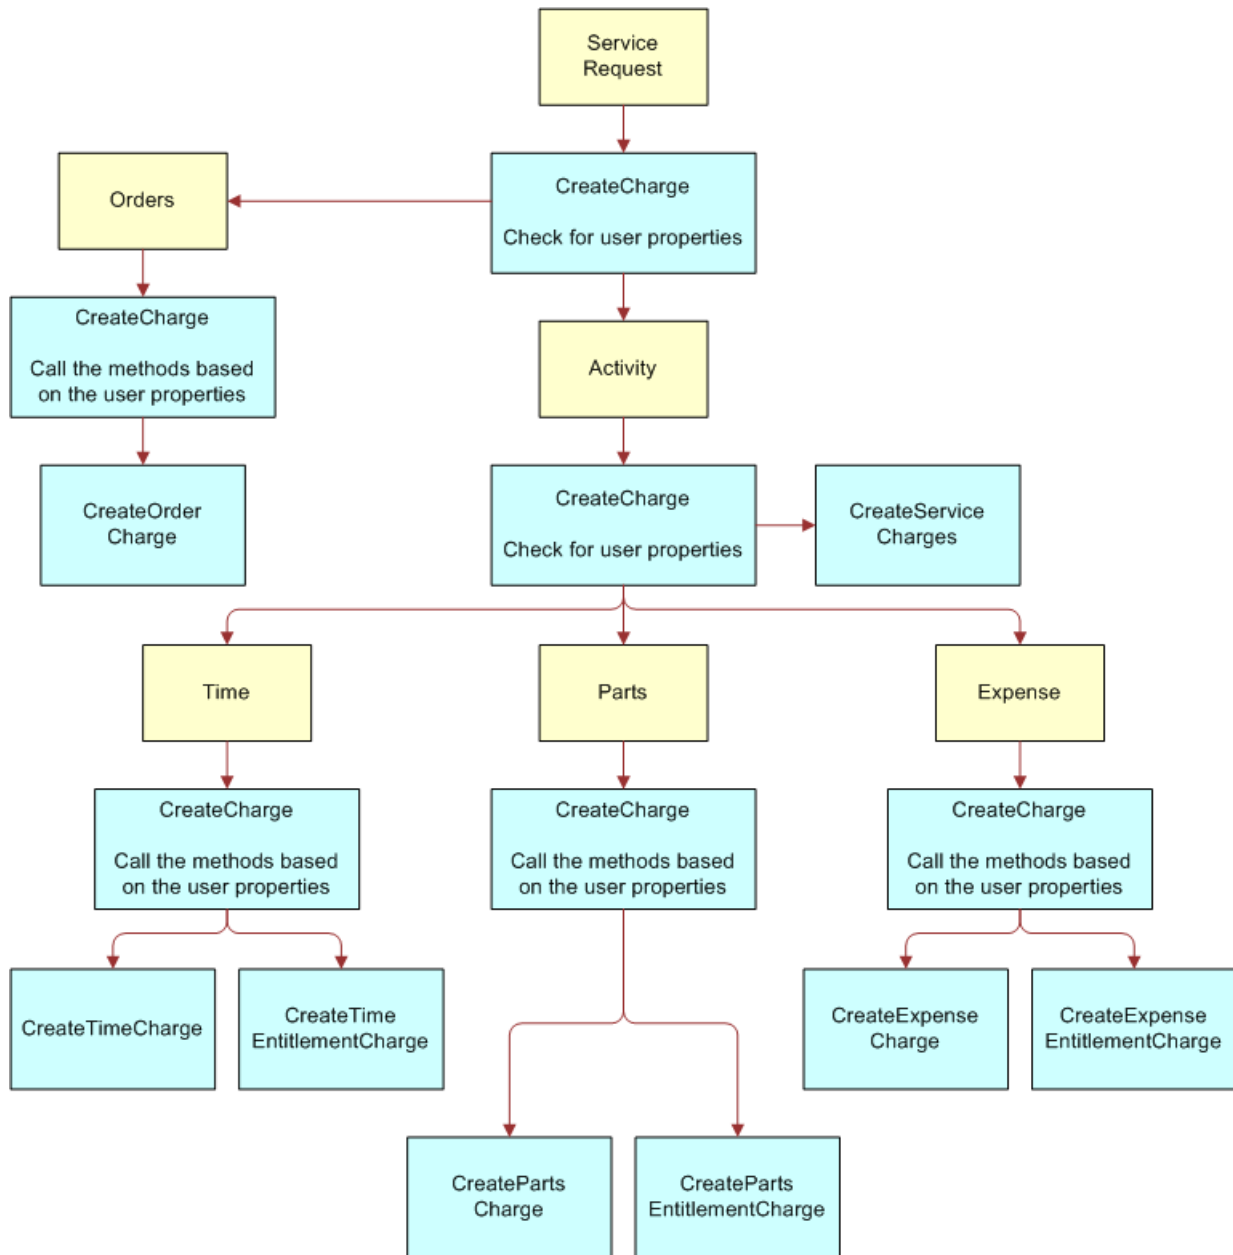 Service
Request
Orders
CreateCharge
Check for user properties
CreateCharge
Call the methods based
on the user properties
Activity
CreateOrder
Charge
CreateCharge
Check for user properties
CreateService
Charges
Time
Parts
Expense
CreateCharge
Call the methods based
on the user properties
CreateCharge
Call the methods based
on the user properties
CreateCharge
Call the methods based
on the user properties
CreateTimeCharge
CreateTime
EntitlementCharge
CreateExpense
Charge
CreateExpense
EntitlementCharge
CreateParts
Charge
CreateParts
EntitlementCharge